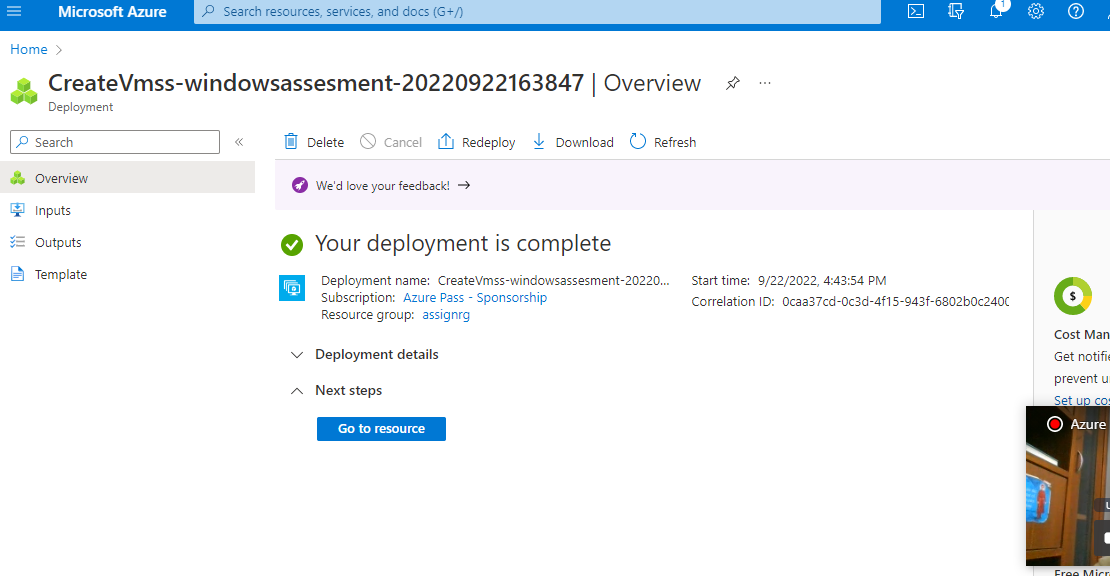 Microsoft Azure
Search resources, services, and docs (G+/)
1
Home
CreateVmss-windowsassesment-20220922163847 | Overview
Deployment
Search
Delete
Cancel
Redeploy
Download
Refresh
Overview
Inputs
Outputs
Template
We'd love your feedback!
Your deployment is complete
Deployment name: CreateVmss-windowsassesment-20220...
Subscription: Azure Pass - Sponsorship
Resource group: assignrg
Start time: 9/22/2022, 4:43:54 PM
Correlation ID: 0caa37cd-0c3d-4f15-943f-6802b0c2400
Deployment details
Next steps
Go to resource
$
Cost Man
Get notifie
prevent u
Set up cos
Azure
Free Micr